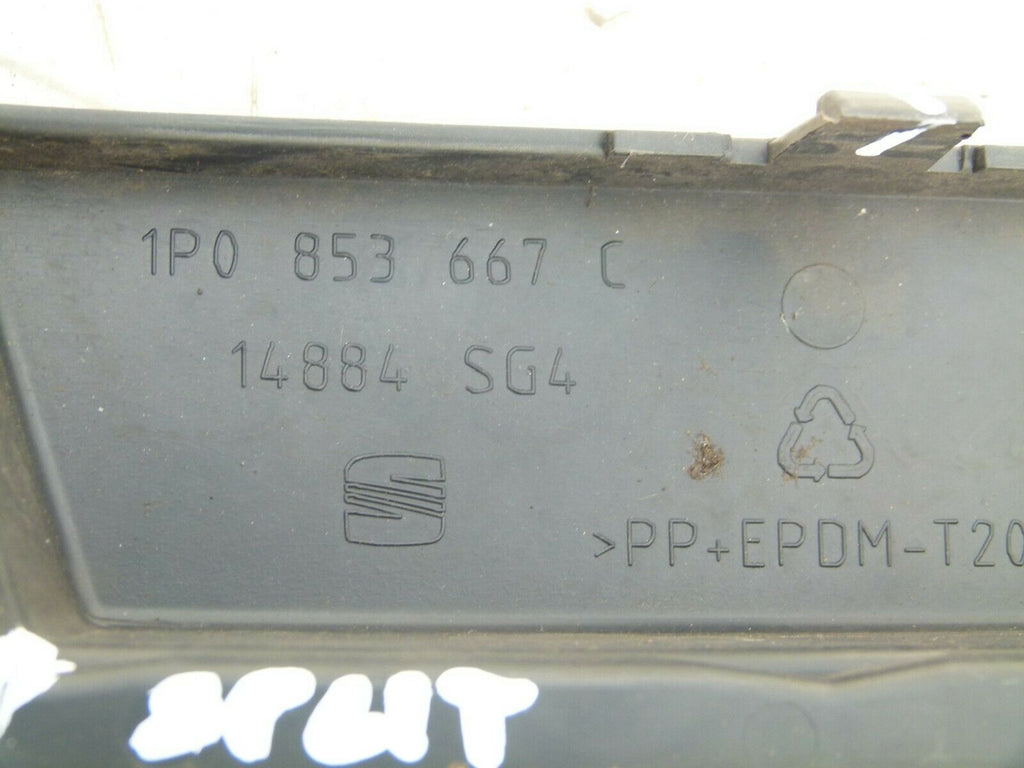 1P0 853 667 C
14884 SG4
>PP+EPDM-T20
SPLIT